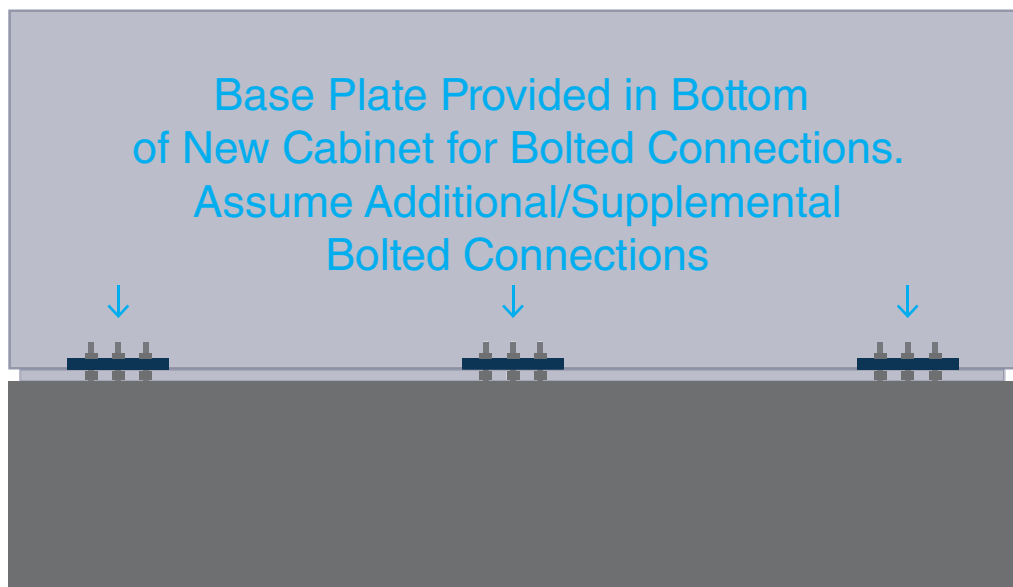 Base Plate Provided in Bottom
of New Cabinet for Bolted Connections.
Assume Additional/Supplemental
Bolted Connections